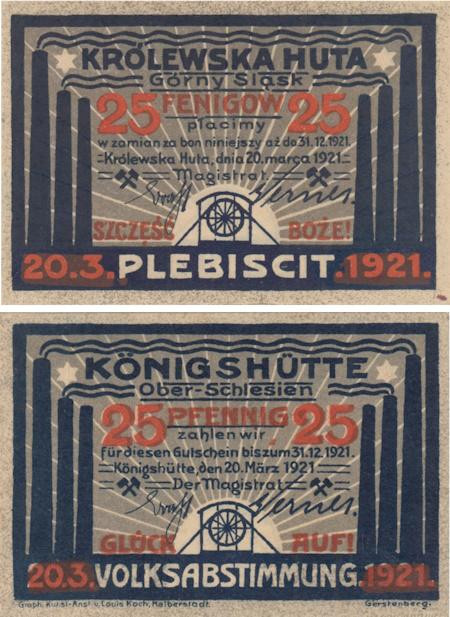 KRÓLEWSKA HUTA
Górny Śląsk
25 FENIGÓW 25
płacimy
w zamian za bon niniejszy aż do 31.12.1921.
Królewska Huta, dnia 20. marca 1921.
Magistrat.
SZCZĘŚĆ BOŻE!
20.3. PLEBISCIT. 1921.
KÖNIGSHÜTTE
Ober-Schlesien
25 PFENNIG 25
zahlen wir
für diesen Gutschein bis zum 31.12.1921.
Königshütte, den 20. März 1921
Der Magistrat
GLÜCK AUF!
20.3. VOLKSABSTIMMUNG. 1921.
Graph. Kunst-Anst. v. Louis Koch, Halberstadt. Gerstenberg.